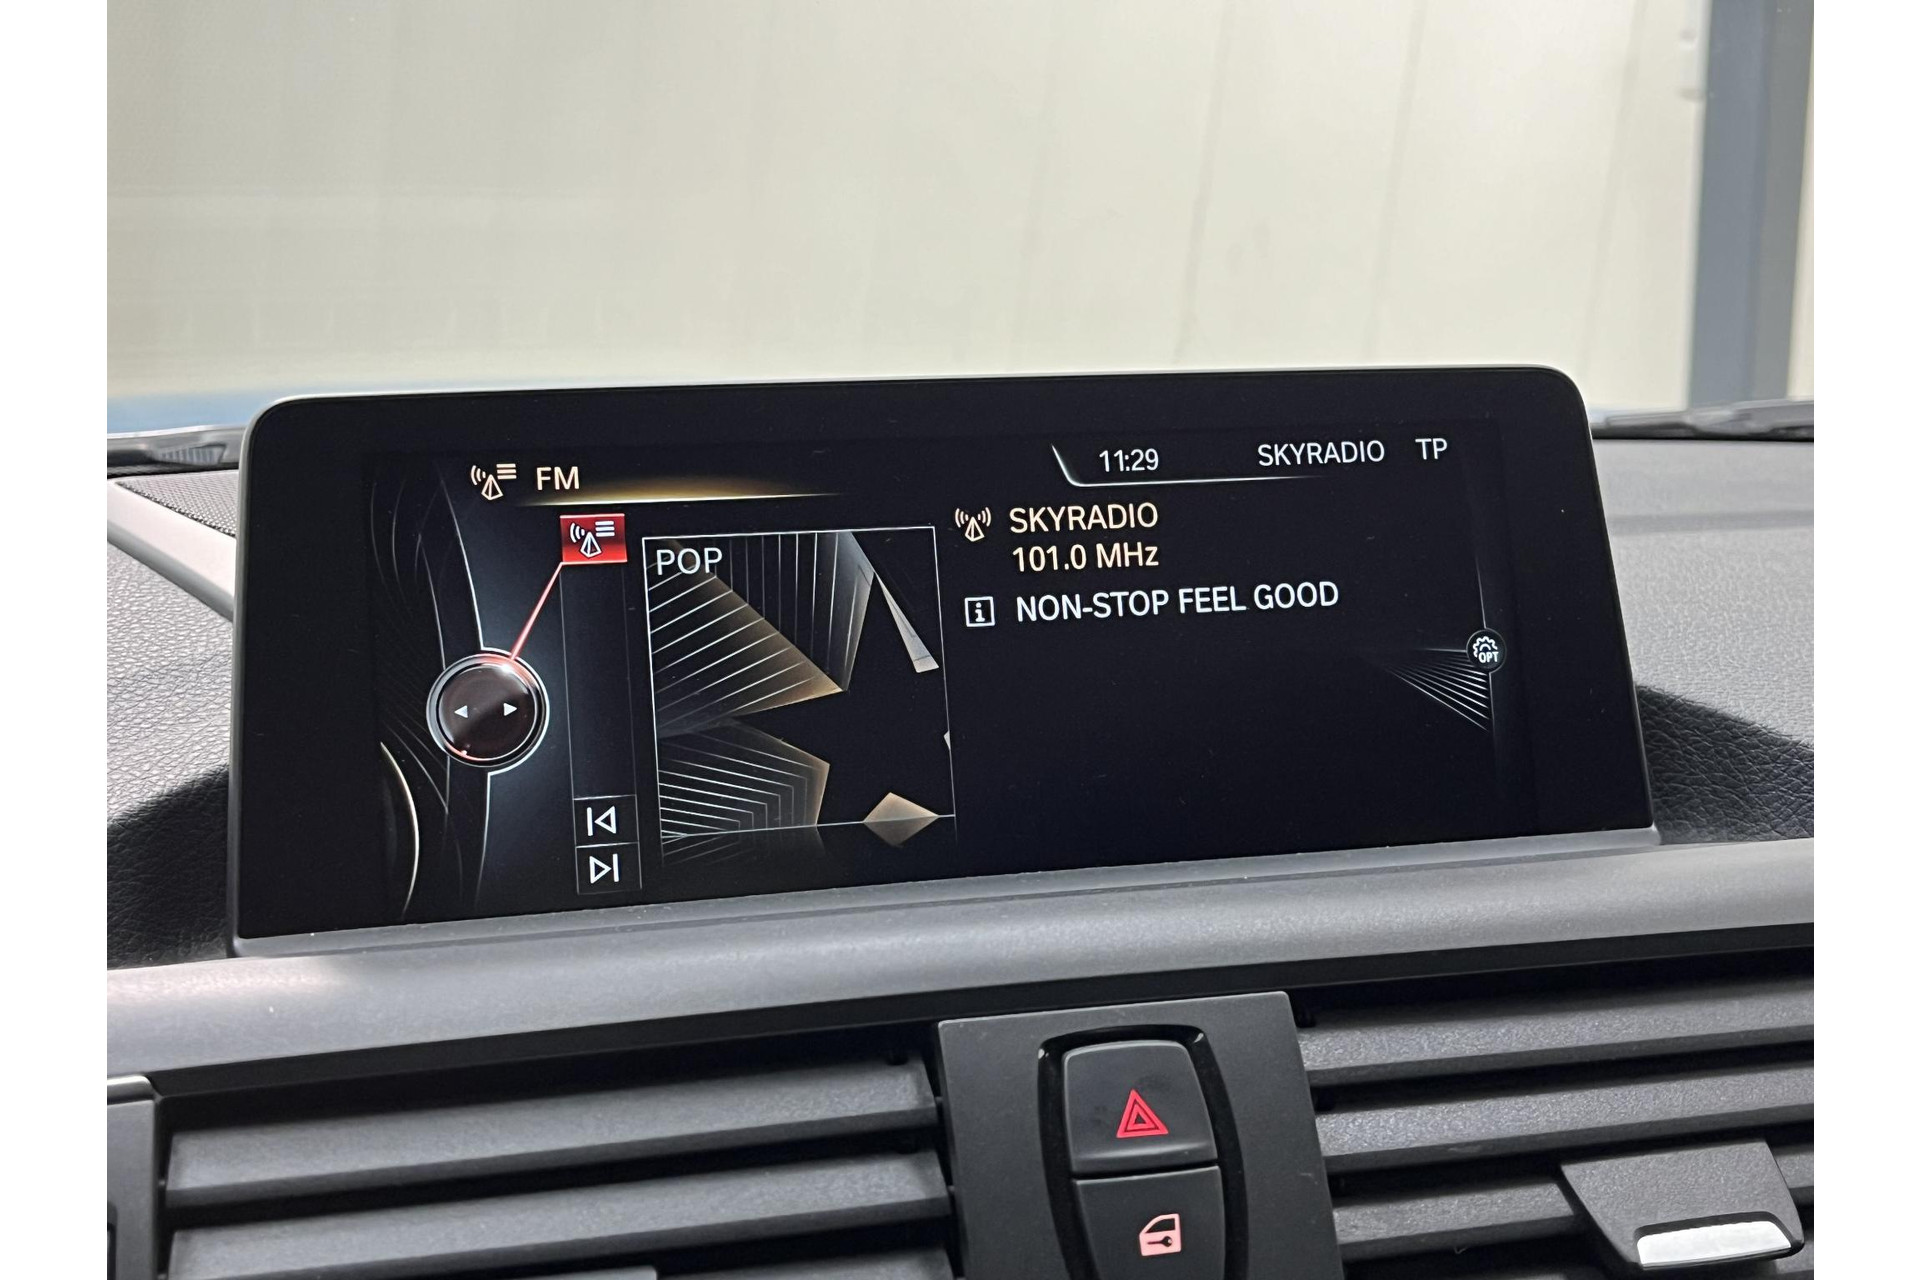 FM
11:29 SKYRADIO TP
POP
SKYRADIO
101.0 MHz
i NON-STOP FEEL GOOD
OPT